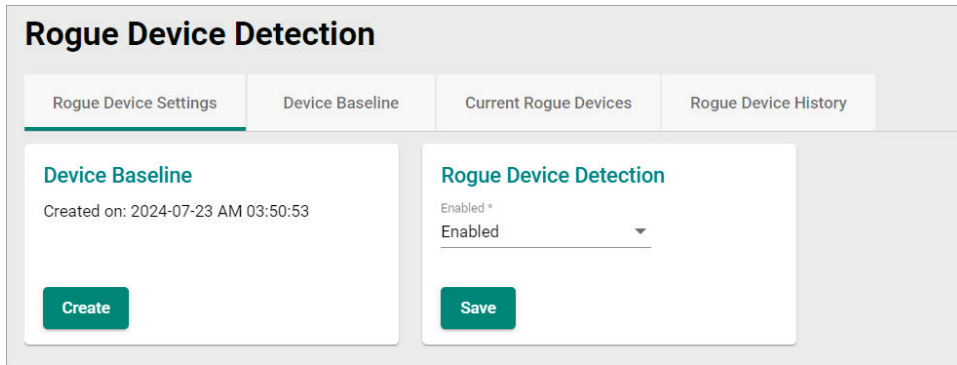 Rogue Device Detection
Rogue Device Settings
Device Baseline
Current Rogue Devices
Rogue Device History
Device Baseline
Created on: 2024-07-23 AM 03:50:53
Create
Rogue Device Detection
Enabled *
Enabled
Save